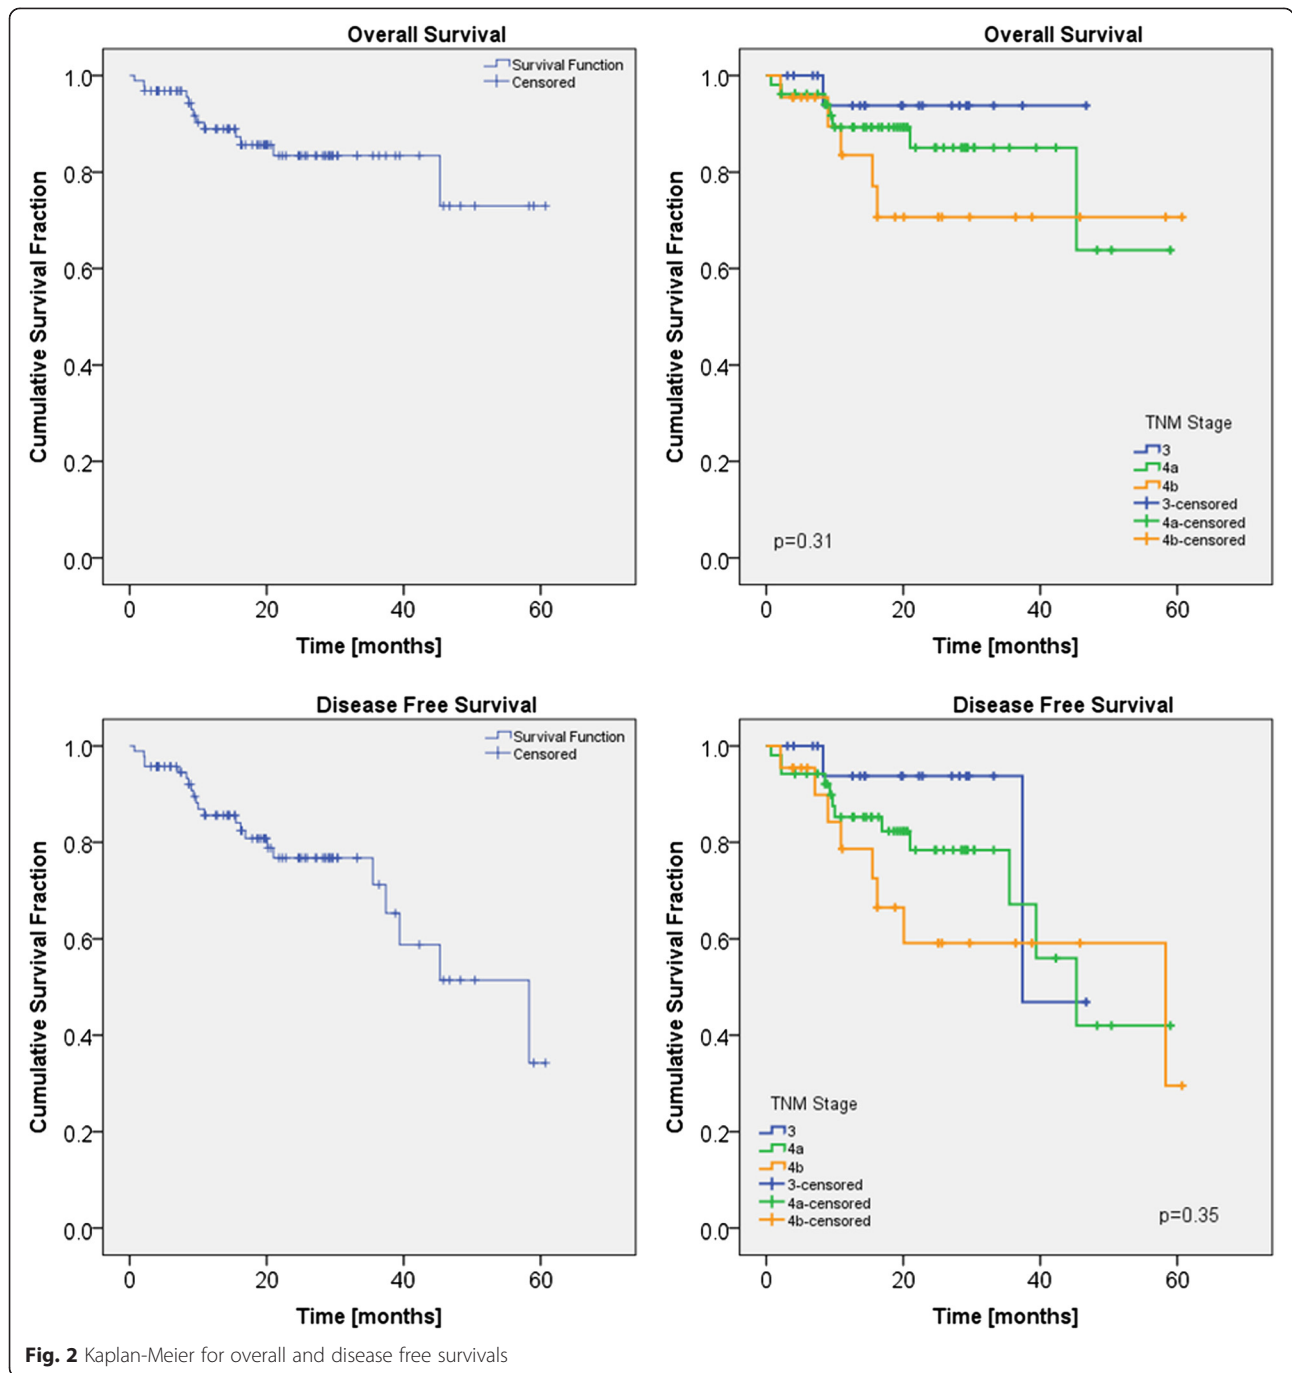 Overall Survival
Survival Function
Censored
1.0
0.8
0.6
0.4
0.2
0.0
Cumulative Survival Fraction
0 20 40 60
Time [months]
Overall Survival
1.0
0.8
0.6
0.4
0.2
0.0
Cumulative Survival Fraction
TNM Stage
3
4a
4b
3-censored
4a-censored
4b-censored
p=0.31
0 20 40 60
Time [months]
Disease Free Survival
Survival Function
Censored
1.0
0.8
0.6
0.4
0.2
0.0
Cumulative Survival Fraction
0 20 40 60
Time [months]
Disease Free Survival
1.0
0.8
0.6
0.4
0.2
0.0
Cumulative Survival Fraction
TNM Stage
3
4a
4b
3-censored
4a-censored
4b-censored
p=0.35
0 20 40 60
Time [months]
Fig. 2 Kaplan-Meier for overall and disease free survivals